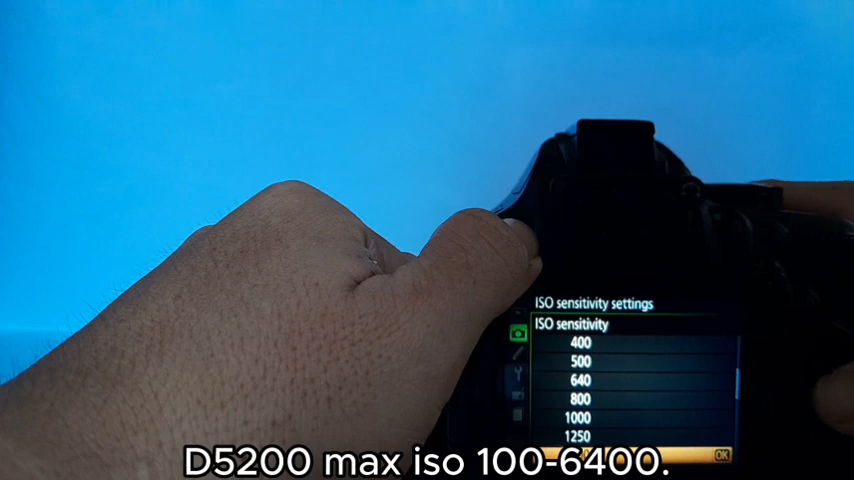 ISO sensitivity settings
ISO sensitivity
400
500
640
800
1000
1250
OK
D5200 max iso 100-6400.